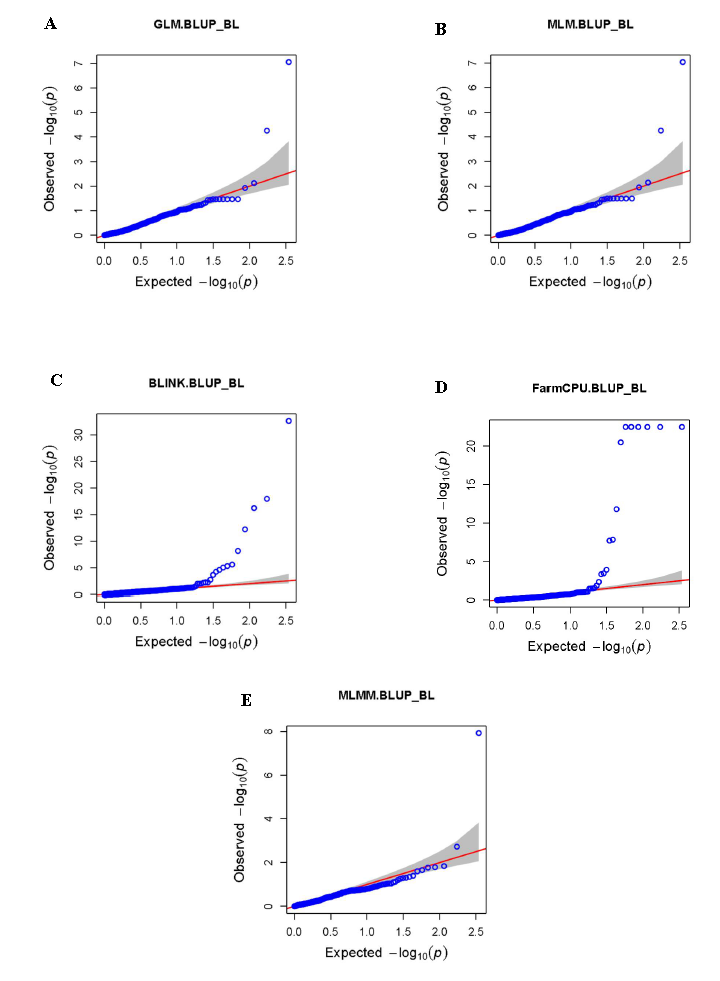 A
GLM.BLUP_BL
Observed −log₁₀(p)
0 1 2 3 4 5 6 7
0.0 0.5 1.0 1.5 2.0 2.5
Expected −log₁₀(p)
B
MLM.BLUP_BL
Observed −log₁₀(p)
0 1 2 3 4 5 6 7
0.0 0.5 1.0 1.5 2.0 2.5
Expected −log₁₀(p)
C
BLINK.BLUP_BL
Observed −log₁₀(p)
0 5 10 15 20 25 30
0.0 0.5 1.0 1.5 2.0 2.5
Expected −log₁₀(p)
D
FarmCPU.BLUP_BL
Observed −log₁₀(p)
0 5 10 15 20
0.0 0.5 1.0 1.5 2.0 2.5
Expected −log₁₀(p)
E
MLMM.BLUP_BL
Observed −log₁₀(p)
0 2 4 6 8
0.0 0.5 1.0 1.5 2.0 2.5
Expected −log₁₀(p)